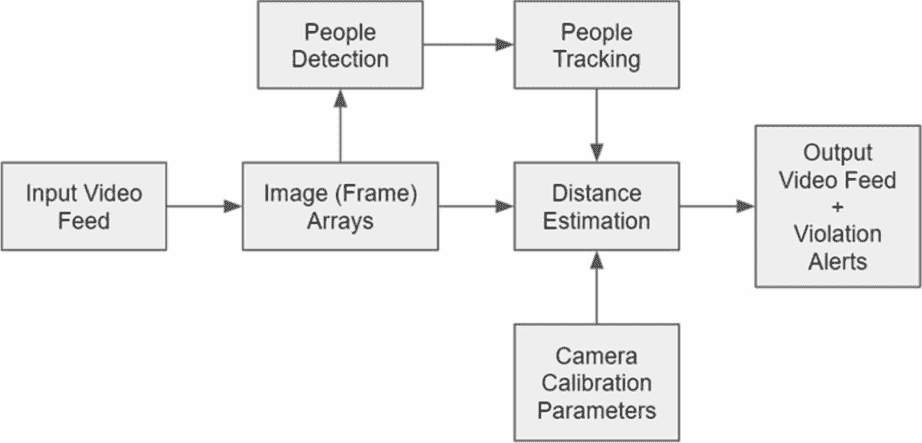 People
Detection
People
Tracking
Input Video
Feed
Image (Frame)
Arrays
Distance
Estimation
Output
Video Feed
+
Violation
Alerts
Camera
Calibration
Parameters